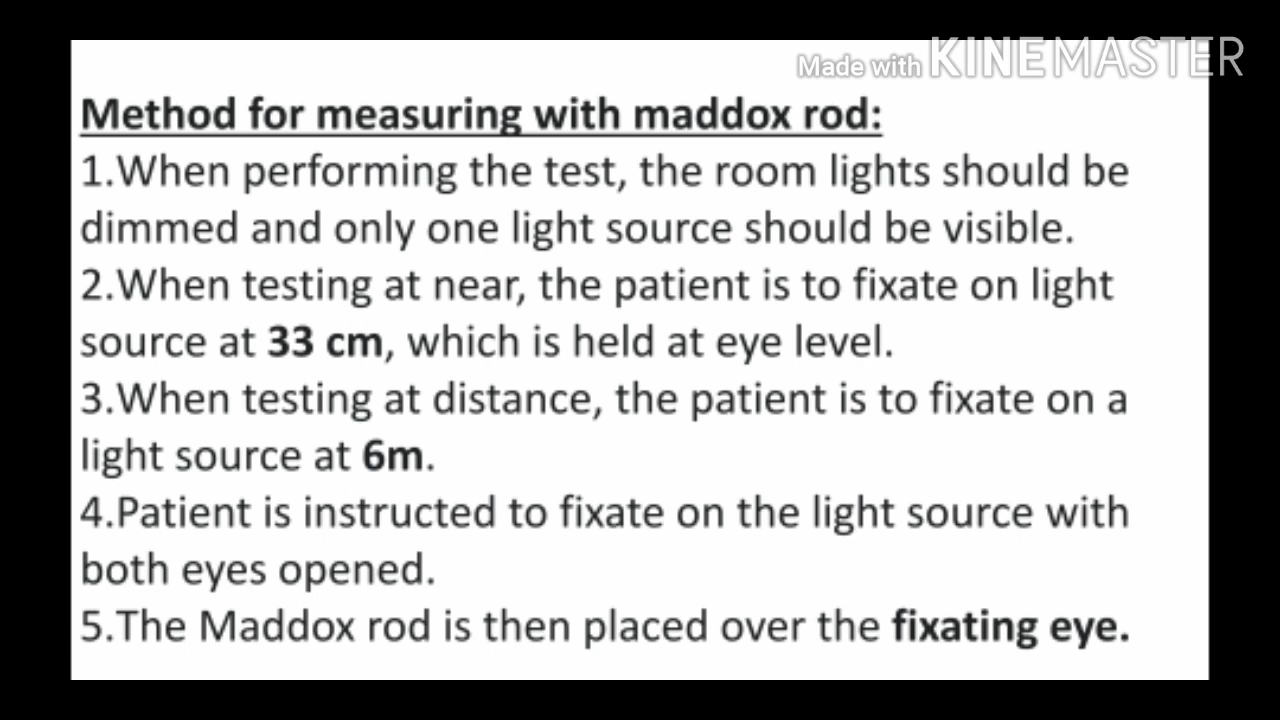 Made with KINEMASTER
Method for measuring with maddox rod:
1.When performing the test, the room lights should be
dimmed and only one light source should be visible.
2.When testing at near, the patient is to fixate on light
source at 33 cm, which is held at eye level.
3.When testing at distance, the patient is to fixate on a
light source at 6m.
4.Patient is instructed to fixate on the light source with
both eyes opened.
5.The Maddox rod is then placed over the fixating eye.